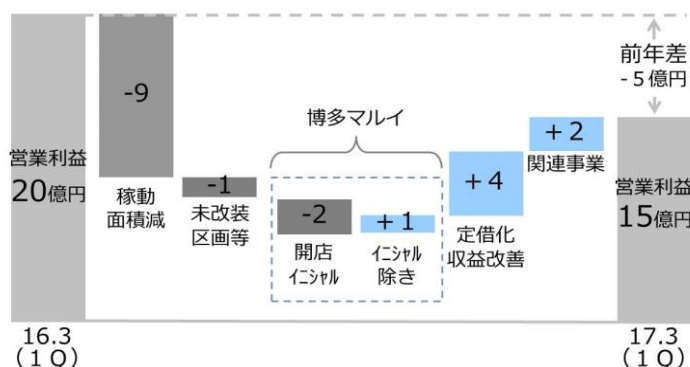 営業利益
20億円
16.3
(1Q)
-9
稼動
面積減
-1
未改装
区画等
博多マルイ
-2
開店
ｲﾆｼｬﾙ
+1
ｲﾆｼｬﾙ
除き
+4
定借化
収益改善
+2
関連事業
前年差
-5億円
営業利益
15億円
17.3
(1Q)